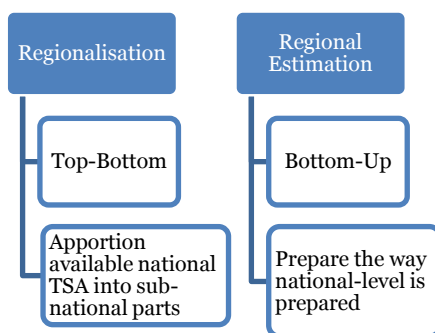 Regionalisation
Top-Bottom
Apportion
available national
TSA into sub-
national parts
Regional
Estimation
Bottom-Up
Prepare the way
national-level is
prepared